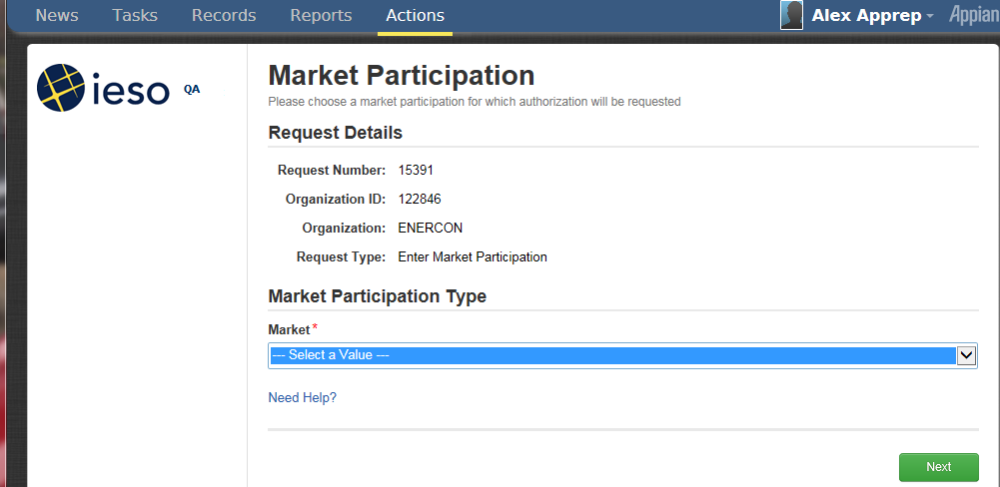 News Tasks Records Reports Actions Alex Apprep Appian
ieso QA
Market Participation
Please choose a market participation for which authorization will be requested
Request Details
Request Number: 15391
Organization ID: 122846
Organization: ENERCON
Request Type: Enter Market Participation
Market Participation Type
Market *
--- Select a Value ---
Need Help?
Next